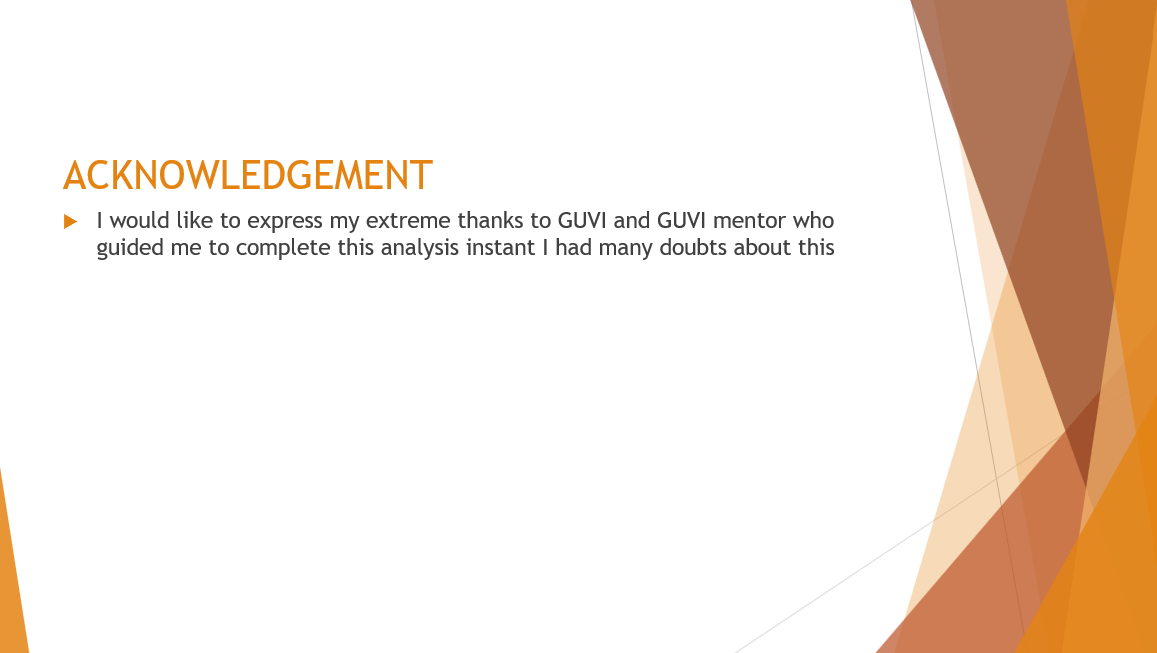 ACKNOWLEDGEMENT
I would like to express my extreme thanks to GUVI and GUVI mentor who
guided me to complete this analysis instant I had many doubts about this